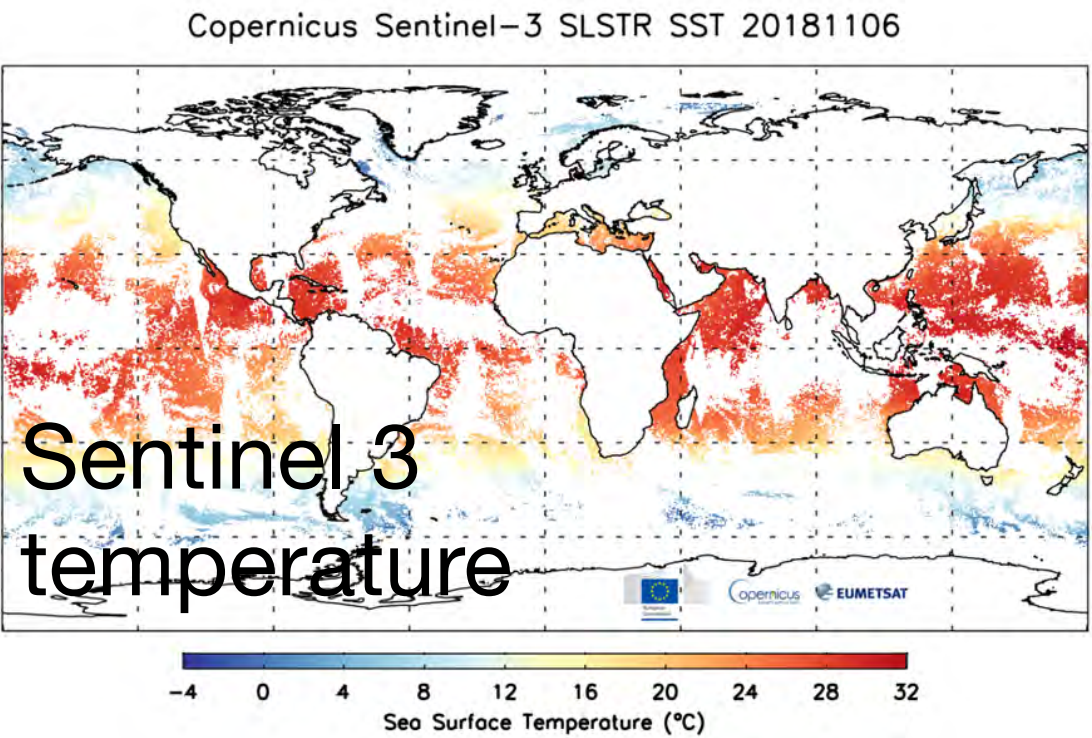 Copernicus Sentinel-3 SLSTR SST 20181106
Sentinel 3
temperature
Copernicus
EUMETSAT
-4 0 4 8 12 16 20 24 28 32
Sea Surface Temperature (°C)